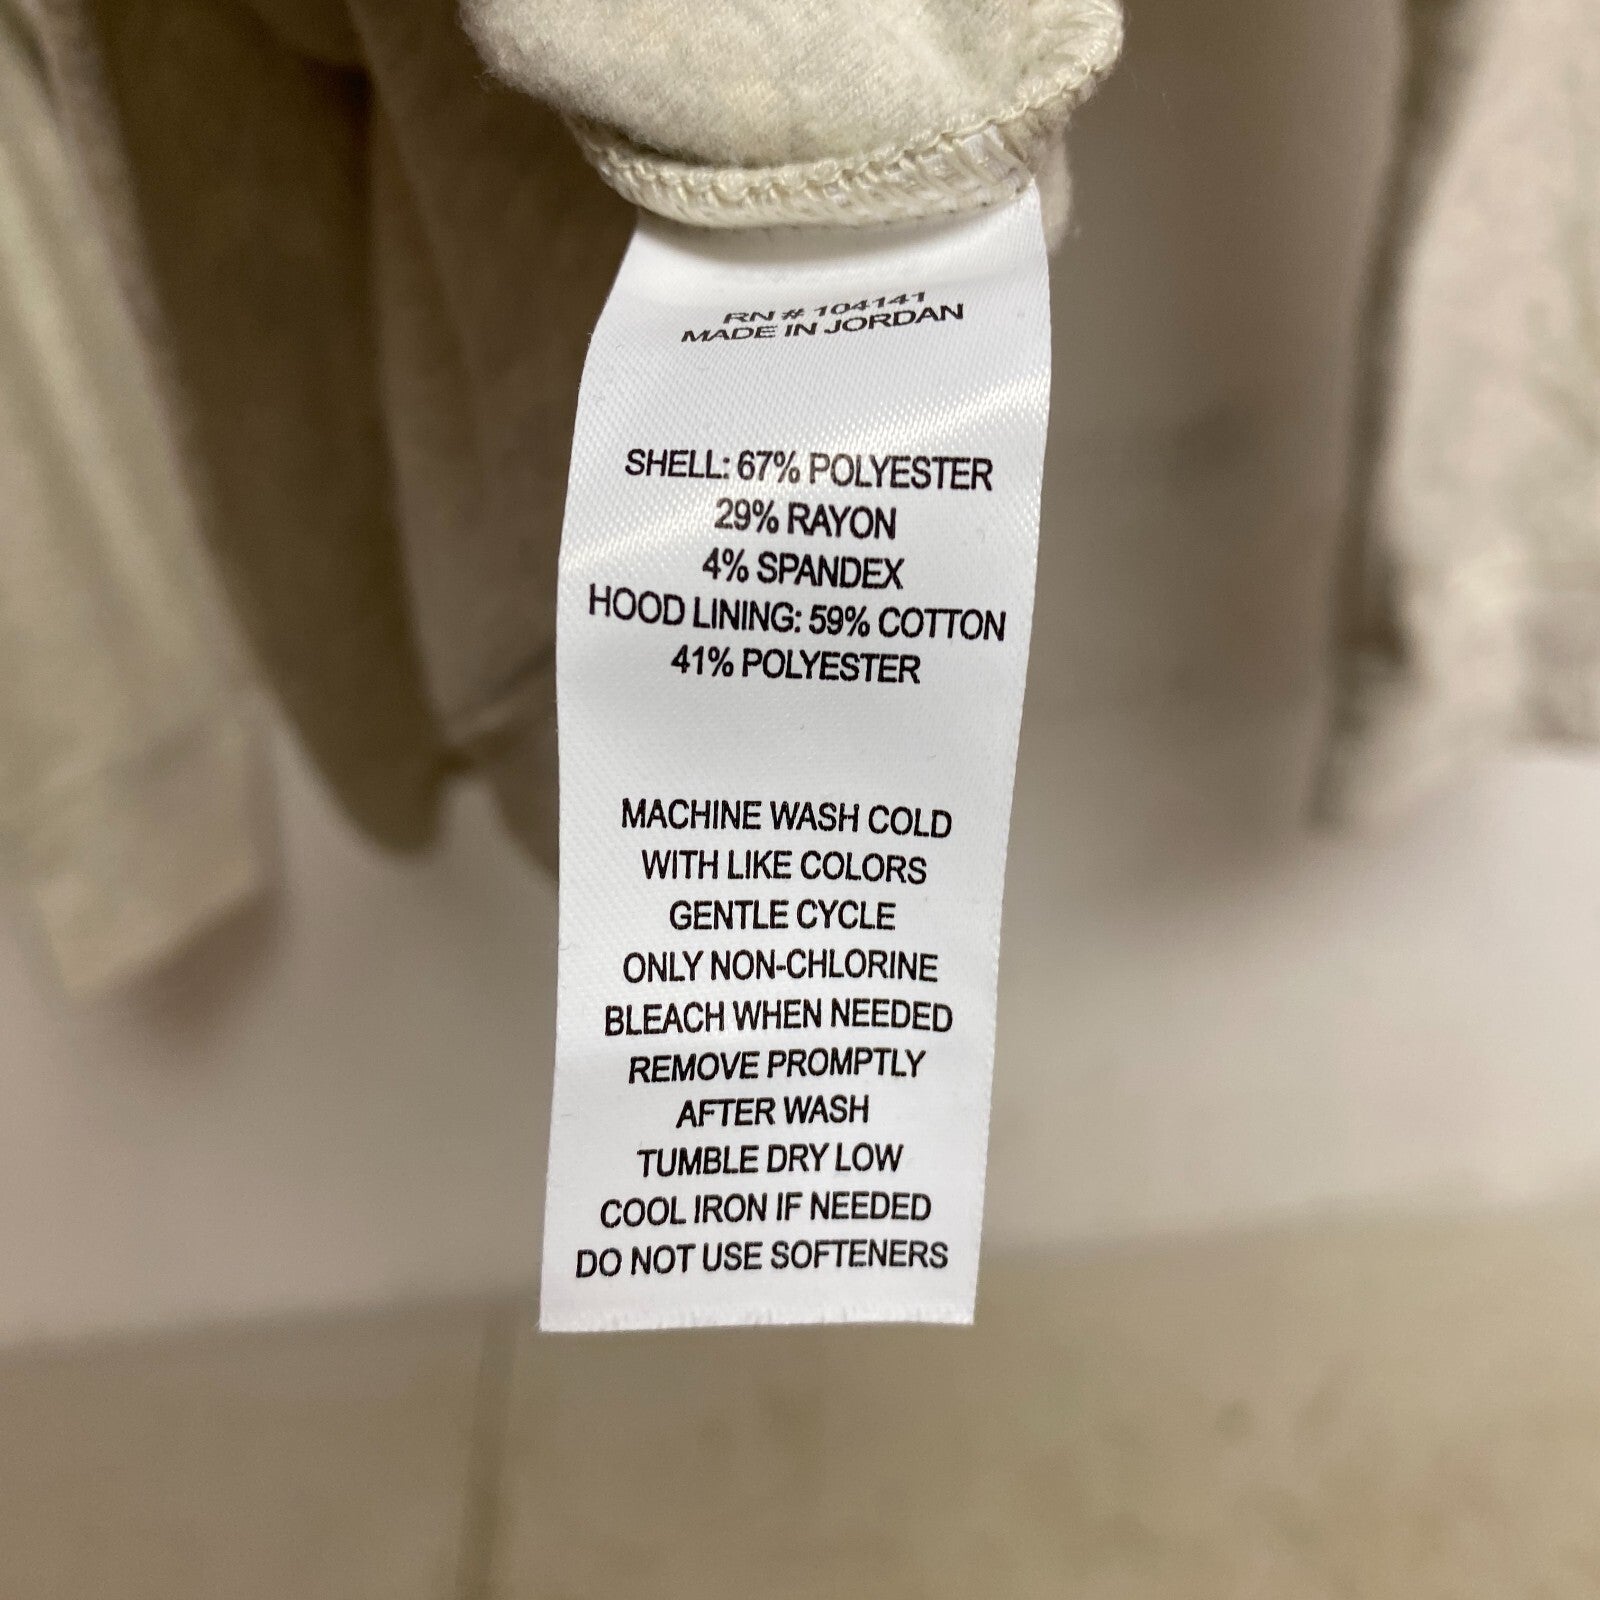 RN # 104141
MADE IN JORDAN
SHELL: 67% POLYESTER
29% RAYON
4% SPANDEX
HOOD LINING: 59% COTTON
41% POLYESTER
MACHINE WASH COLD
WITH LIKE COLORS
GENTLE CYCLE
ONLY NON-CHLORINE
BLEACH WHEN NEEDED
REMOVE PROMPTLY
AFTER WASH
TUMBLE DRY LOW
COOL IRON IF NEEDED
DO NOT USE SOFTENERS